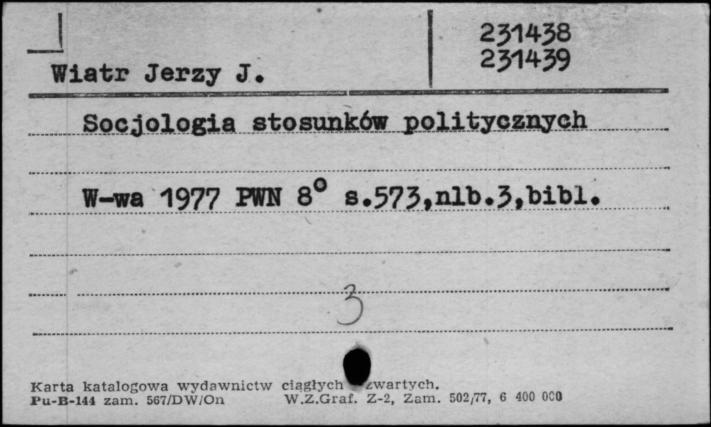 231438
231439
Wiatr Jerzy J.
Socjologia stosunków politycznych
W-wa 1977 PWN 8° s.573,nlb.3,bibl.
3
Karta katalogowa wydawnictw ciągłych zwartych.
Pu-B-144 zam. 567/DW/On W.Z.Graf. Z-2, Zam. 502/77, 6 400 000